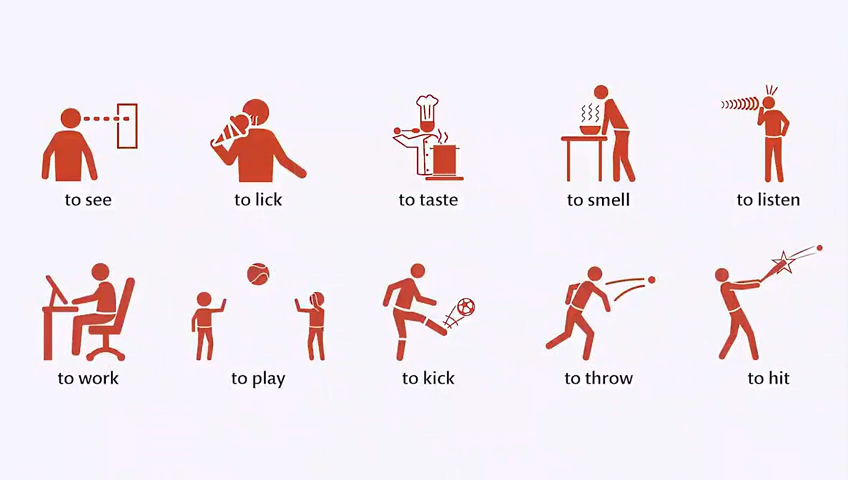 to see
to lick
to taste
to smell
to listen
to work
to play
to kick
to throw
to hit